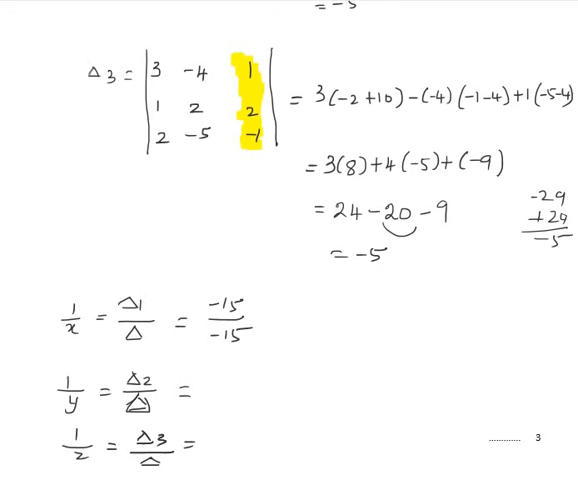 = -5
Δ3 = | 3 -4 1 | = 3(-2+10) -(-4)(-1-4)+1(-5-4)
| 1 2 2 |
| 2 -5 -1 |
= 3(8)+4(-5)+(-9)
= 24-20-9
-29
+24
-5
= -5
1/x = Δ1/Δ = -15/-15
1/y = Δ2/Δ =
1/z = Δ3/Δ =
............. 3